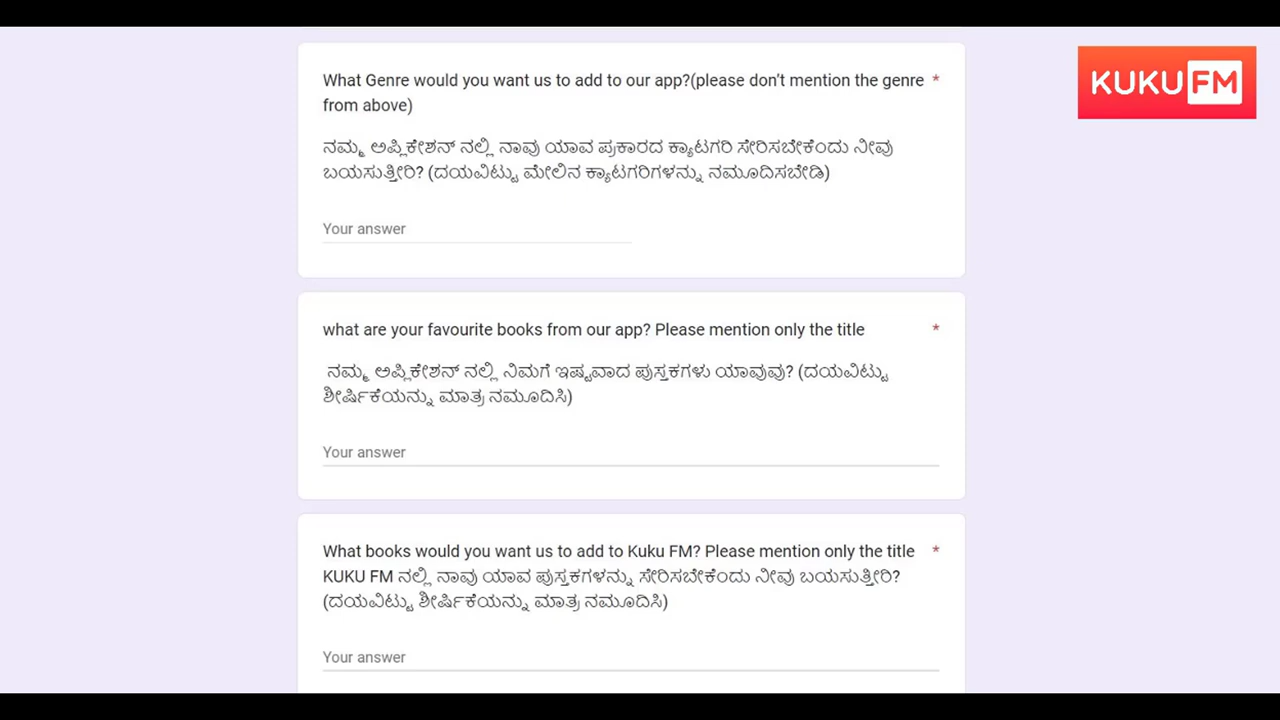 What Genre would you want us to add to our app?(please don't mention the genre *
from above)
ನಮ್ಮ ಅಪ್ಲಿಕೇಶನ್ ನಲ್ಲಿ ನಾವು ಯಾವ ಪ್ರಕಾರದ ಕ್ಯಾಟಗರಿ ಸೇರಿಸಬೇಕೆಂದು ನೀವು
ಬಯಸುತ್ತೀರಿ? (ದಯವಿಟ್ಟು ಮೇಲಿನ ಕ್ಯಾಟಗರಿಗಳನ್ನು ನಮೂದಿಸಬೇಡಿ)
Your answer
KUKU FM
what are your favourite books from our app? Please mention only the title *
ನಮ್ಮ ಅಪ್ಲಿಕೇಶನ್ ನಲ್ಲಿ ನಿಮಗೆ ಇಷ್ಟವಾದ ಪುಸ್ತಕಗಳು ಯಾವುವು? (ದಯವಿಟ್ಟು
ಶೀರ್ಷಿಕೆಯನ್ನು ಮಾತ್ರ ನಮೂದಿಸಿ)
Your answer
What books would you want us to add to Kuku FM? Please mention only the title *
KUKU FM ನಲ್ಲಿ ನಾವು ಯಾವ ಪುಸ್ತಕಗಳನ್ನು ಸೇರಿಸಬೇಕೆಂದು ನೀವು ಬಯಸುತ್ತೀರಿ?
(ದಯವಿಟ್ಟು ಶೀರ್ಷಿಕೆಯನ್ನು ಮಾತ್ರ ನಮೂದಿಸಿ)
Your answer